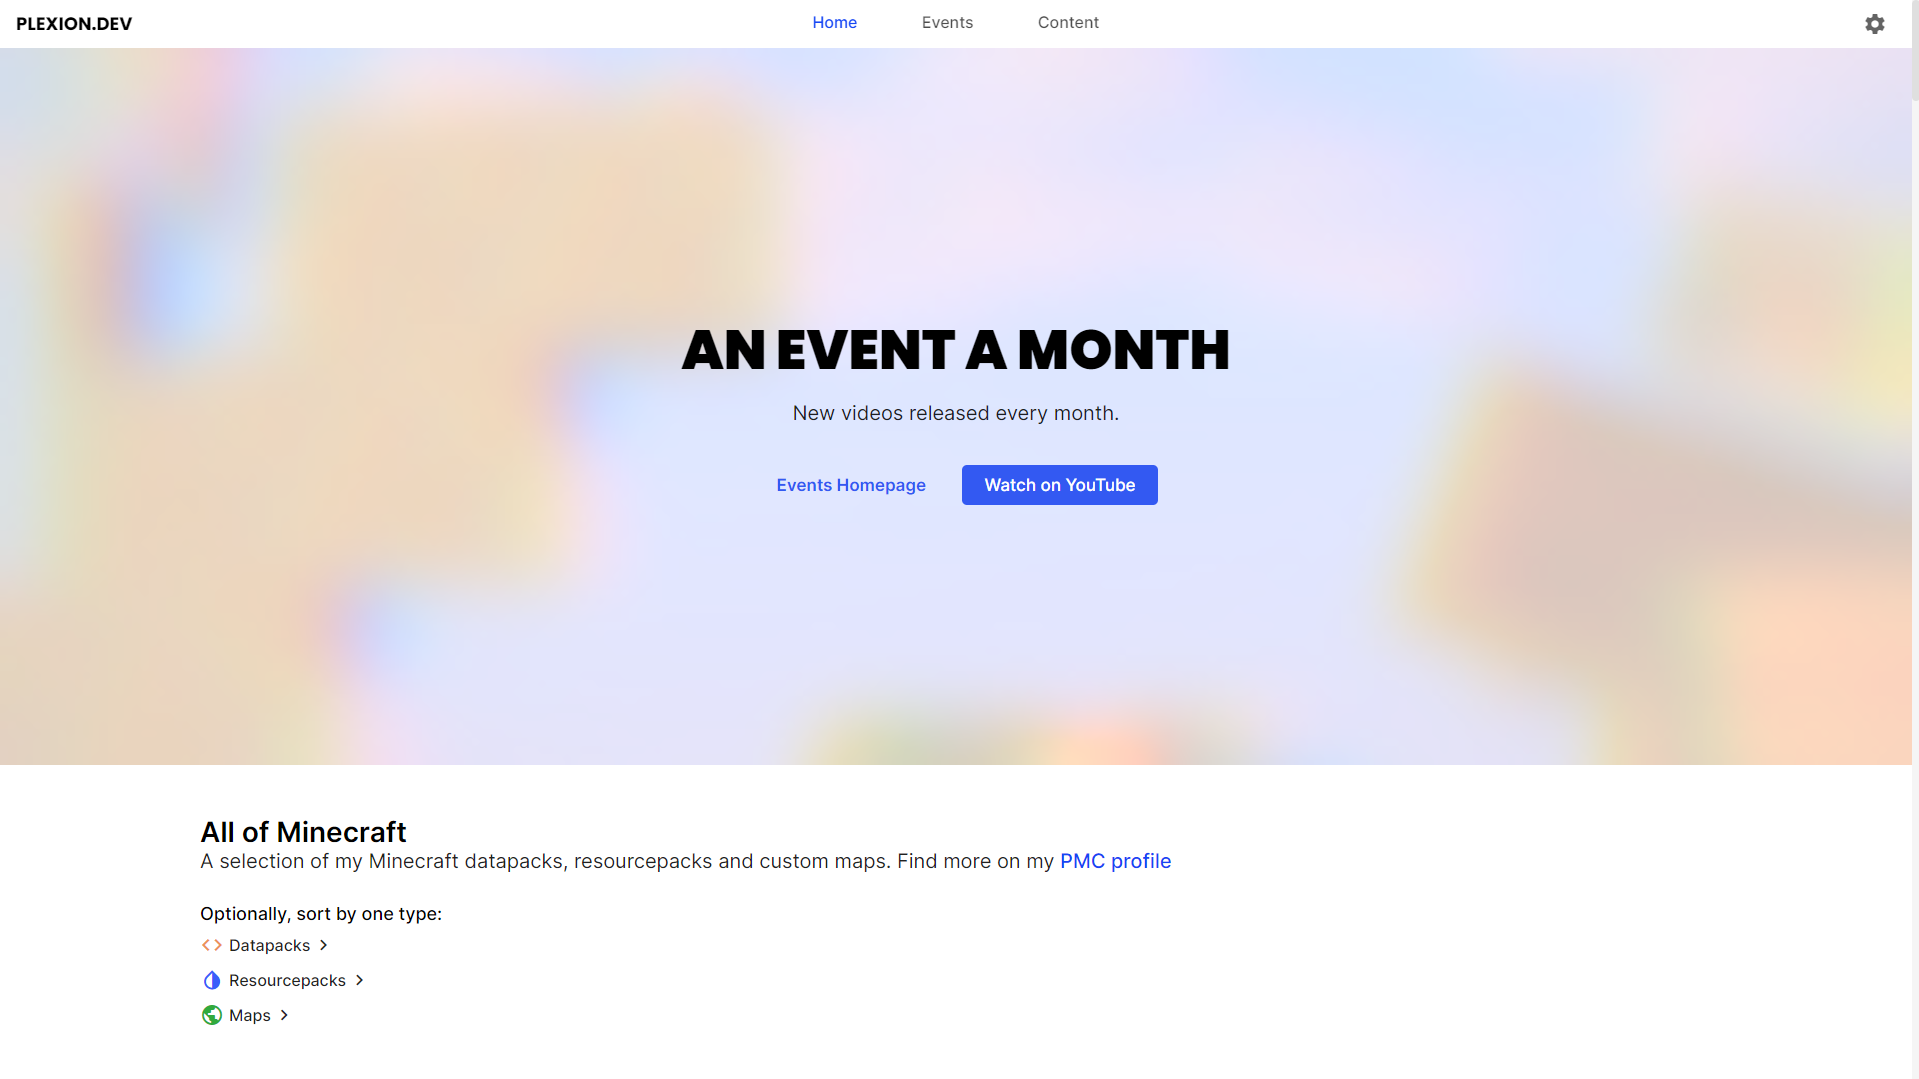 PLEXION.DEV
Home
Events
Content
AN EVENT A MONTH
New videos released every month.
Events Homepage
Watch on YouTube
All of Minecraft
A selection of my Minecraft datapacks, resourcepacks and custom maps. Find more on my PMC profile
Optionally, sort by one type:
Datapacks
Resourcepacks
Maps